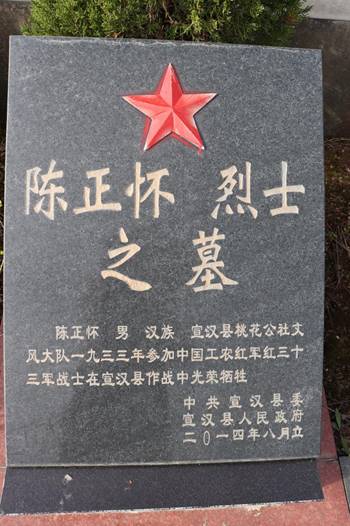 陈正怀 烈士
之墓
陈正怀 男 汉族 宣汉县桃花公社文
风大队一九三三年参加中国工农红军红三十
三军战士在宣汉县作战中光荣牺牲
中共宣汉县委
宣汉县人民政府
二〇一四年八月立